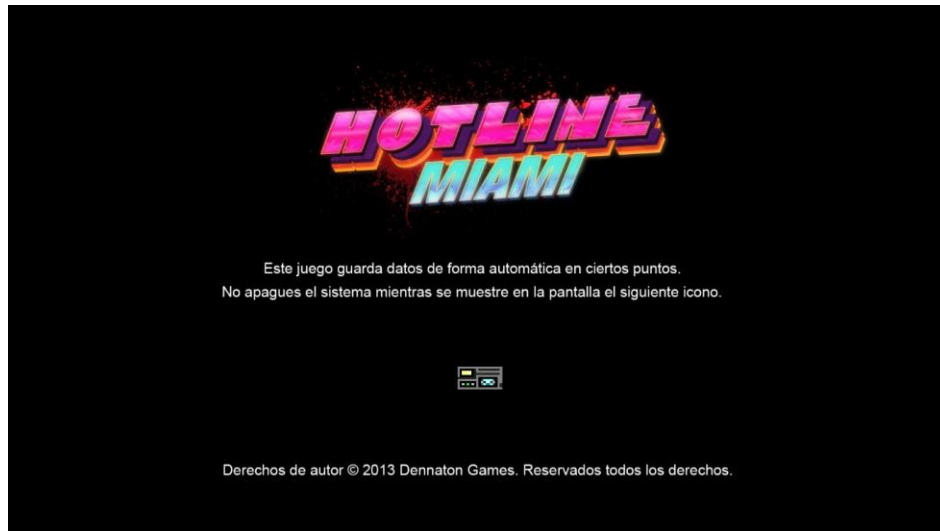 HOTLINE
MIAMI
Este juego guarda datos de forma automática en ciertos puntos.
No apagues el sistema mientras se muestre en la pantalla el siguiente icono.
Derechos de autor © 2013 Dennaton Games. Reservados todos los derechos.